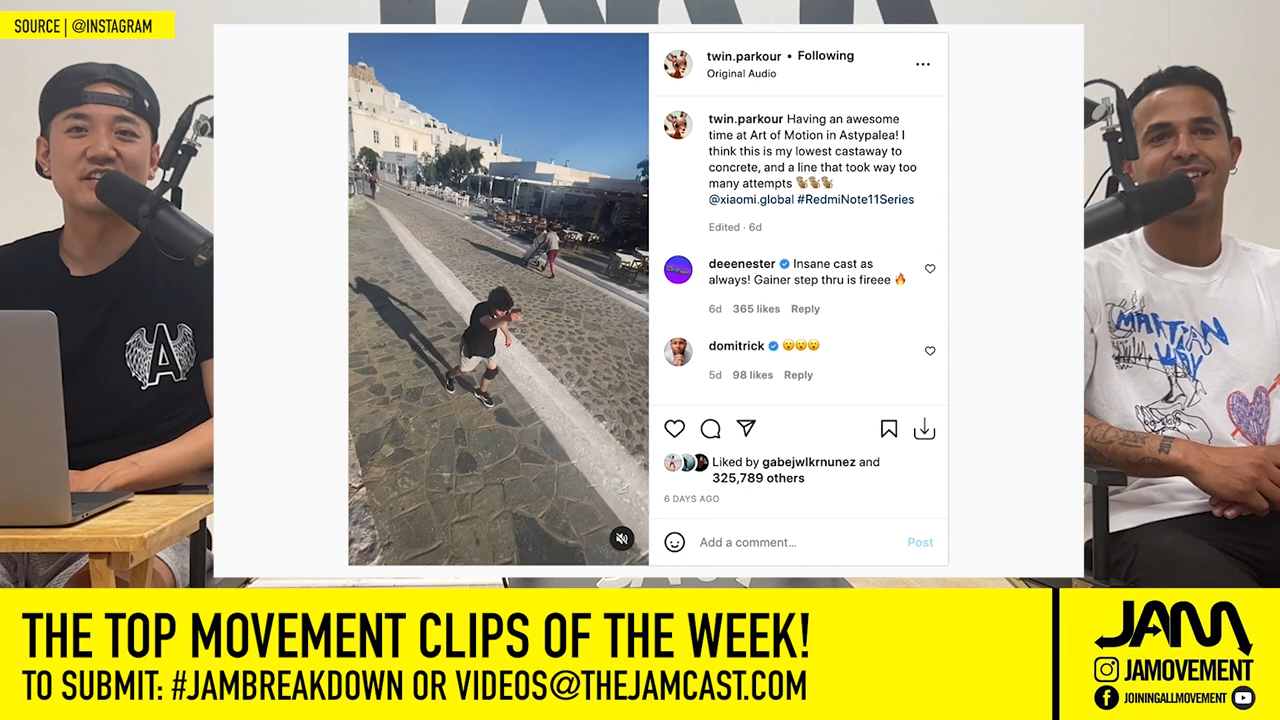 SOURCE | @INSTAGRAM
twin.parkour • Following
Original Audio
twin.parkour Having an awesome
time at Art of Motion in Astypalea! I
think this is my lowest castaway to
concrete, and a line that took way too
many attempts 🙈🙈🙈
@xiaomi.global #RedmiNote11Series
Edited · 6d
deeenester Insane cast as
always! Gainer step thru is fireee 🔥
6d 365 likes Reply
domitrick 😮😮😮
5d 98 likes Reply
Liked by gabejwlkrnunez and
325,789 others
6 DAYS AGO
Add a comment...
Post
A
MARTIAN
THE TOP MOVEMENT CLIPS OF THE WEEK!
TO SUBMIT: #JAMBREAKDOWN OR VIDEOS@THEJAMCAST.COM
JAM
JAMOVEMENT
JOININGALLMOVEMENT